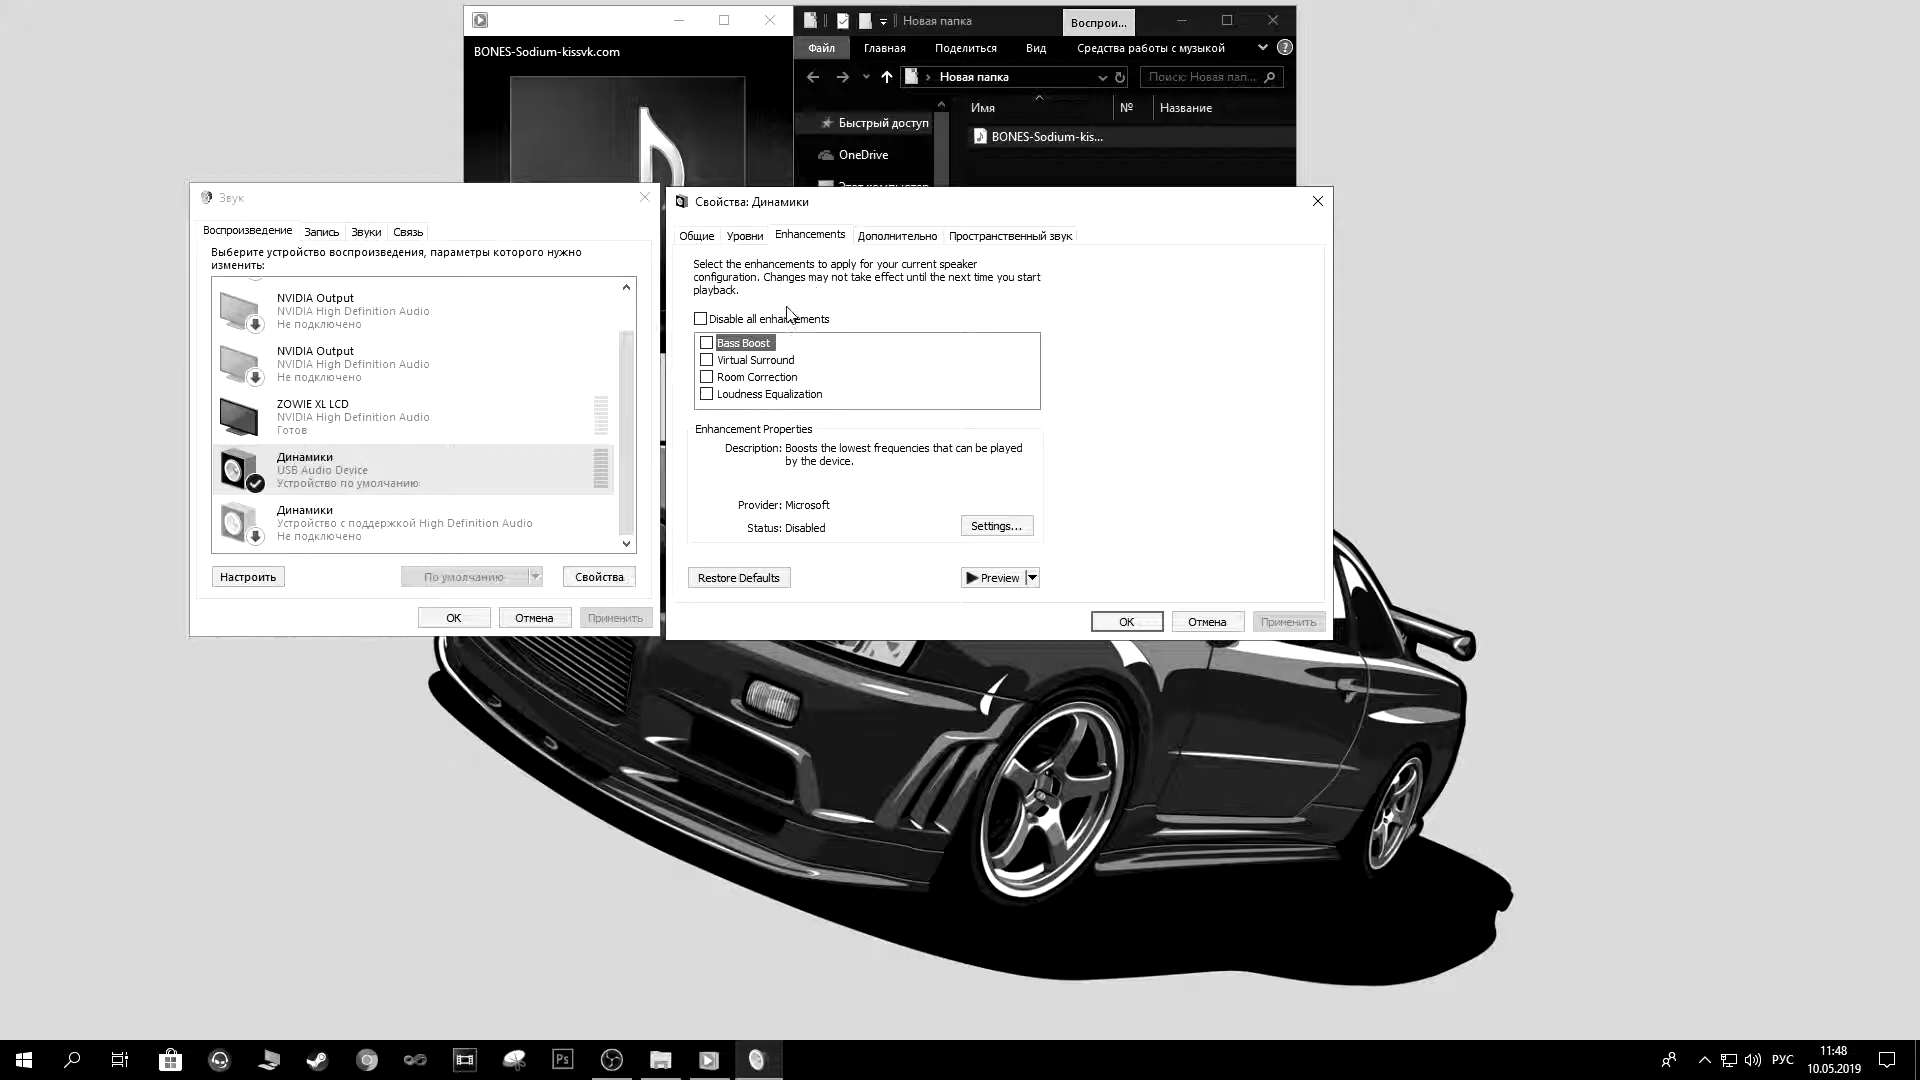 BONES-Sodium-kissvk.com
Новая папка
Воспрои...
Файл
Главная
Поделиться
Вид
Средства работы с музыкой
Новая папка
Поиск: Новая пап...
Имя
№
Название
Быстрый доступ
BONES-Sodium-kis...
OneDrive
Этот компьютер
Звук
Воспроизведение
Запись
Звуки
Связь
Выберите устройство воспроизведения, параметры которого нужно
изменить:
NVIDIA Output
NVIDIA High Definition Audio
Не подключено
NVIDIA Output
NVIDIA High Definition Audio
Не подключено
ZOWIE XL LCD
NVIDIA High Definition Audio
Готов
Динамики
USB Audio Device
Устройство по умолчанию
Динамики
Устройство с поддержкой High Definition Audio
Не подключено
Настроить
По умолчанию
Свойства
OK
Отмена
Применить
Свойства: Динамики
Общие
Уровни
Enhancements
Дополнительно
Пространственный звук
Select the enhancements to apply for your current speaker
configuration. Changes may not take effect until the next time you start
playback.
Disable all enhancements
Bass Boost
Virtual Surround
Room Correction
Loudness Equalization
Enhancement Properties
Description: Boosts the lowest frequencies that can be played
by the device.
Provider: Microsoft
Status: Disabled
Settings...
Restore Defaults
Preview
OK
Отмена
Применить
Ps
РУС
11:48
10.05.2019